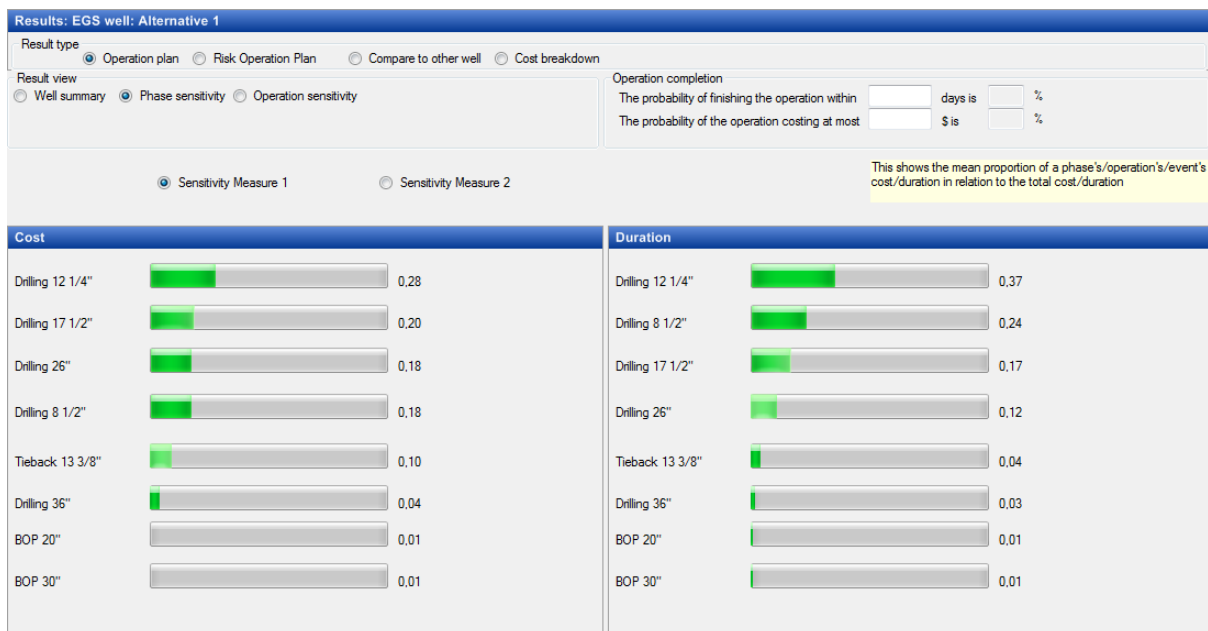 Results: EGS well: Alternative 1
Result type
Operation plan Risk Operation Plan Compare to other well Cost breakdown
Result view
Well summary Phase sensitivity Operation sensitivity
Operation completion
The probability of finishing the operation within days is %
The probability of the operation costing at most $ is %
Sensitivity Measure 1 Sensitivity Measure 2
This shows the mean proportion of a phase's/operation's/event's
cost/duration in relation to the total cost/duration
Cost
Drilling 12 1/4" 0,28
Drilling 17 1/2" 0,20
Drilling 26" 0,18
Drilling 8 1/2" 0,18
Tieback 13 3/8" 0,10
Drilling 36" 0,04
BOP 20" 0,01
BOP 30" 0,01
Duration
Drilling 12 1/4" 0,37
Drilling 8 1/2" 0,24
Drilling 17 1/2" 0,17
Drilling 26" 0,12
Tieback 13 3/8" 0,04
Drilling 36" 0,03
BOP 20" 0,01
BOP 30" 0,01